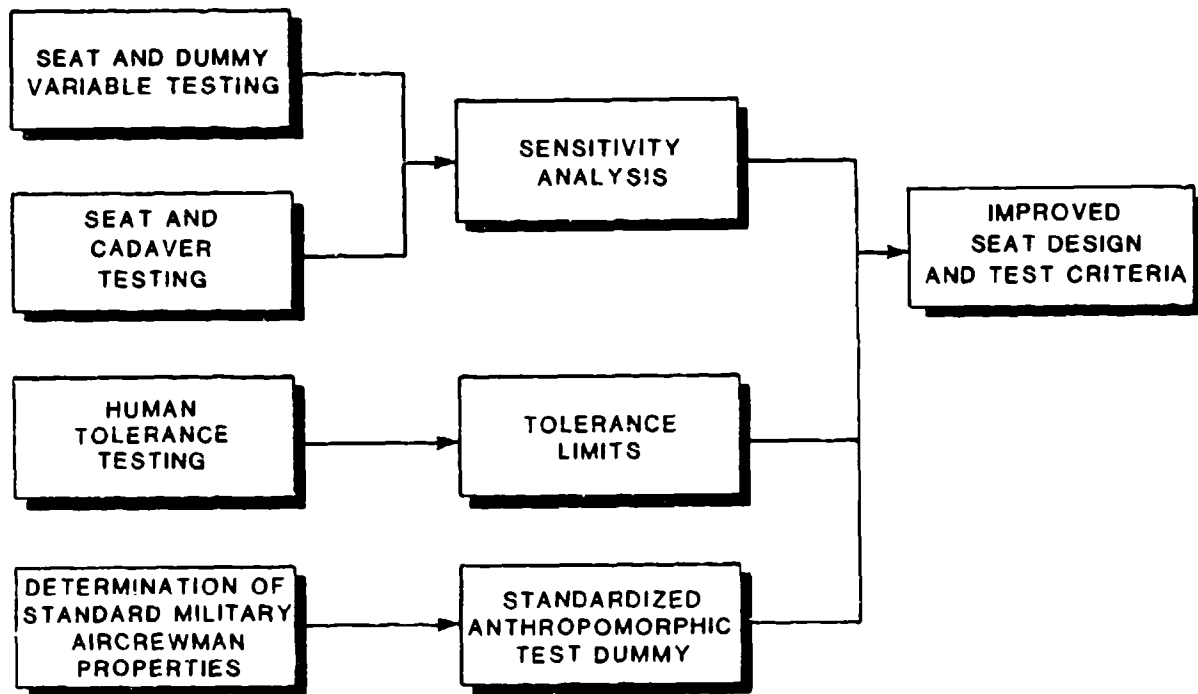 SEAT AND DUMMY
VARIABLE TESTING
SEAT AND
CADAVER
TESTING
SENSITIVITY
ANALYSIS
IMPROVED
SEAT DESIGN
AND TEST CRITERIA
HUMAN
TOLERANCE
TESTING
TOLERANCE
LIMITS
DETERMINATION OF
STANDARD MILITARY
AIRCREWMAN
PROPERTIES
STANDARDIZED
ANTHROPOMORPHIC
TEST DUMMY